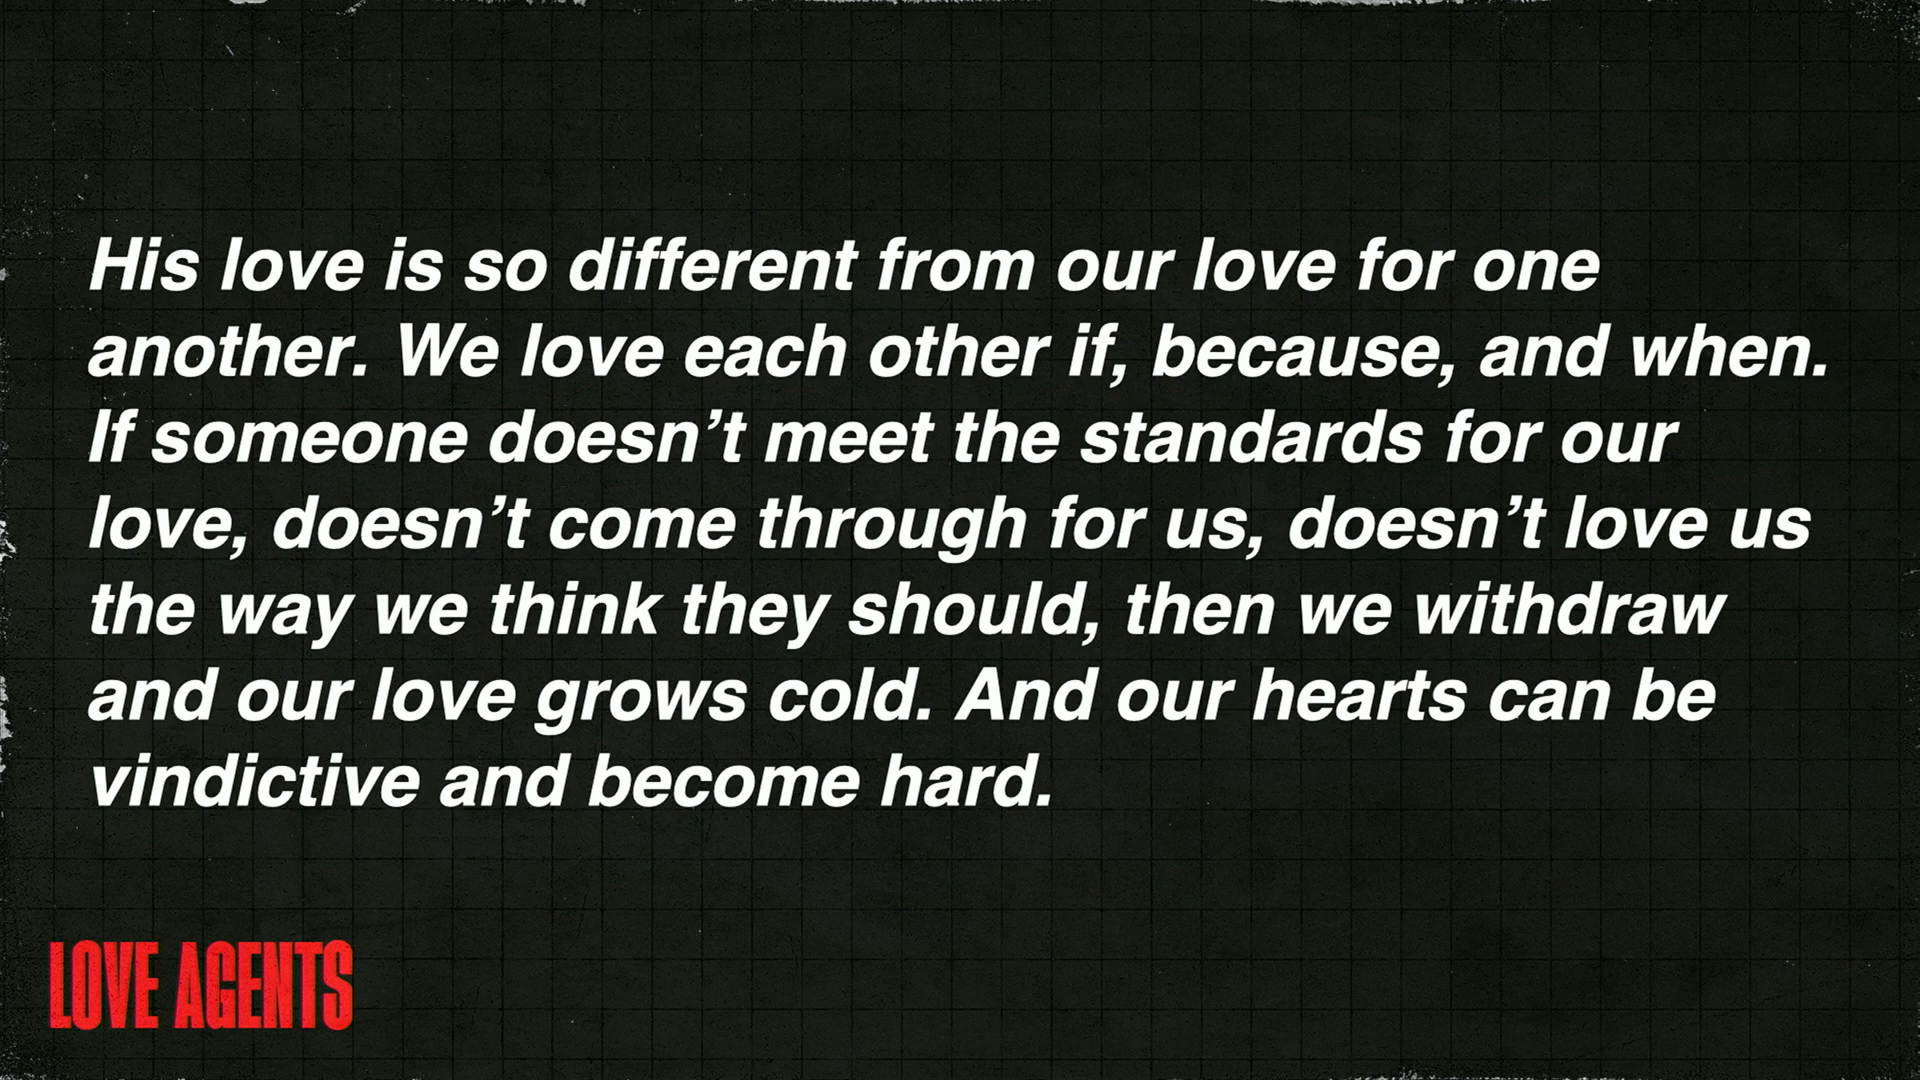 His love is so different from our love for one
another. We love each other if, because, and when.
If someone doesn’t meet the standards for our
love, doesn’t come through for us, doesn’t love us
the way we think they should, then we withdraw
and our love grows cold. And our hearts can be
vindictive and become hard.
LOVE AGENTS